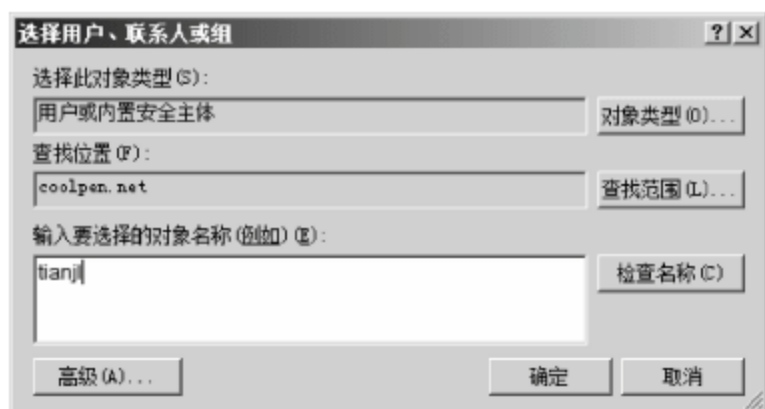 选择用户、联系人或组
选择此对象类型(S):
用户或内置安全主体
对象类型(O)...
查找位置(F):
coolpen.net
查找范围(L)...
输入要选择的对象名称(例如)(E):
tianjl
检查名称(C)
高级(A)...
确定
取消